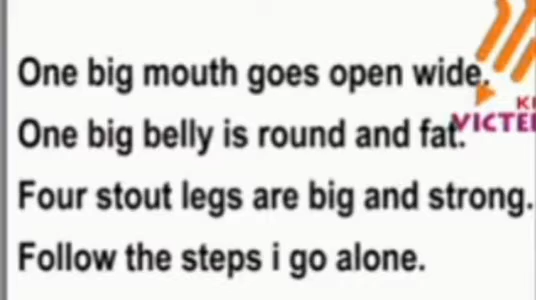 One big mouth goes open wide.
One big belly is round and fat.
Four stout legs are big and strong.
Follow the steps i go alone.
VICTE